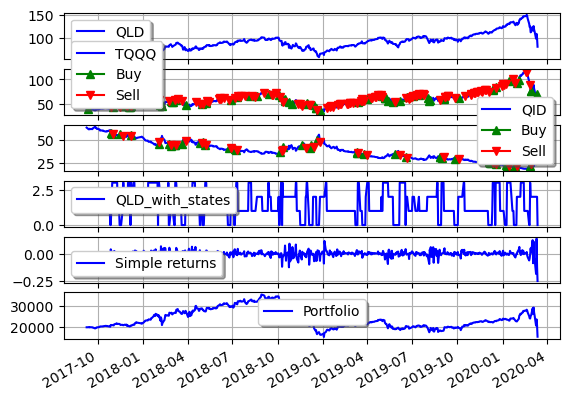 150
100
QLD
TQQQ
Buy
Sell
100
50
QID
Buy
Sell
50
25
2.5
0.0
QLD_with_states
0.00
-0.25
Simple returns
30000
20000
Portfolio
2017-10
2018-01
2018-04
2018-07
2018-10
2019-01
2019-04
2019-07
2019-10
2020-01
2020-04